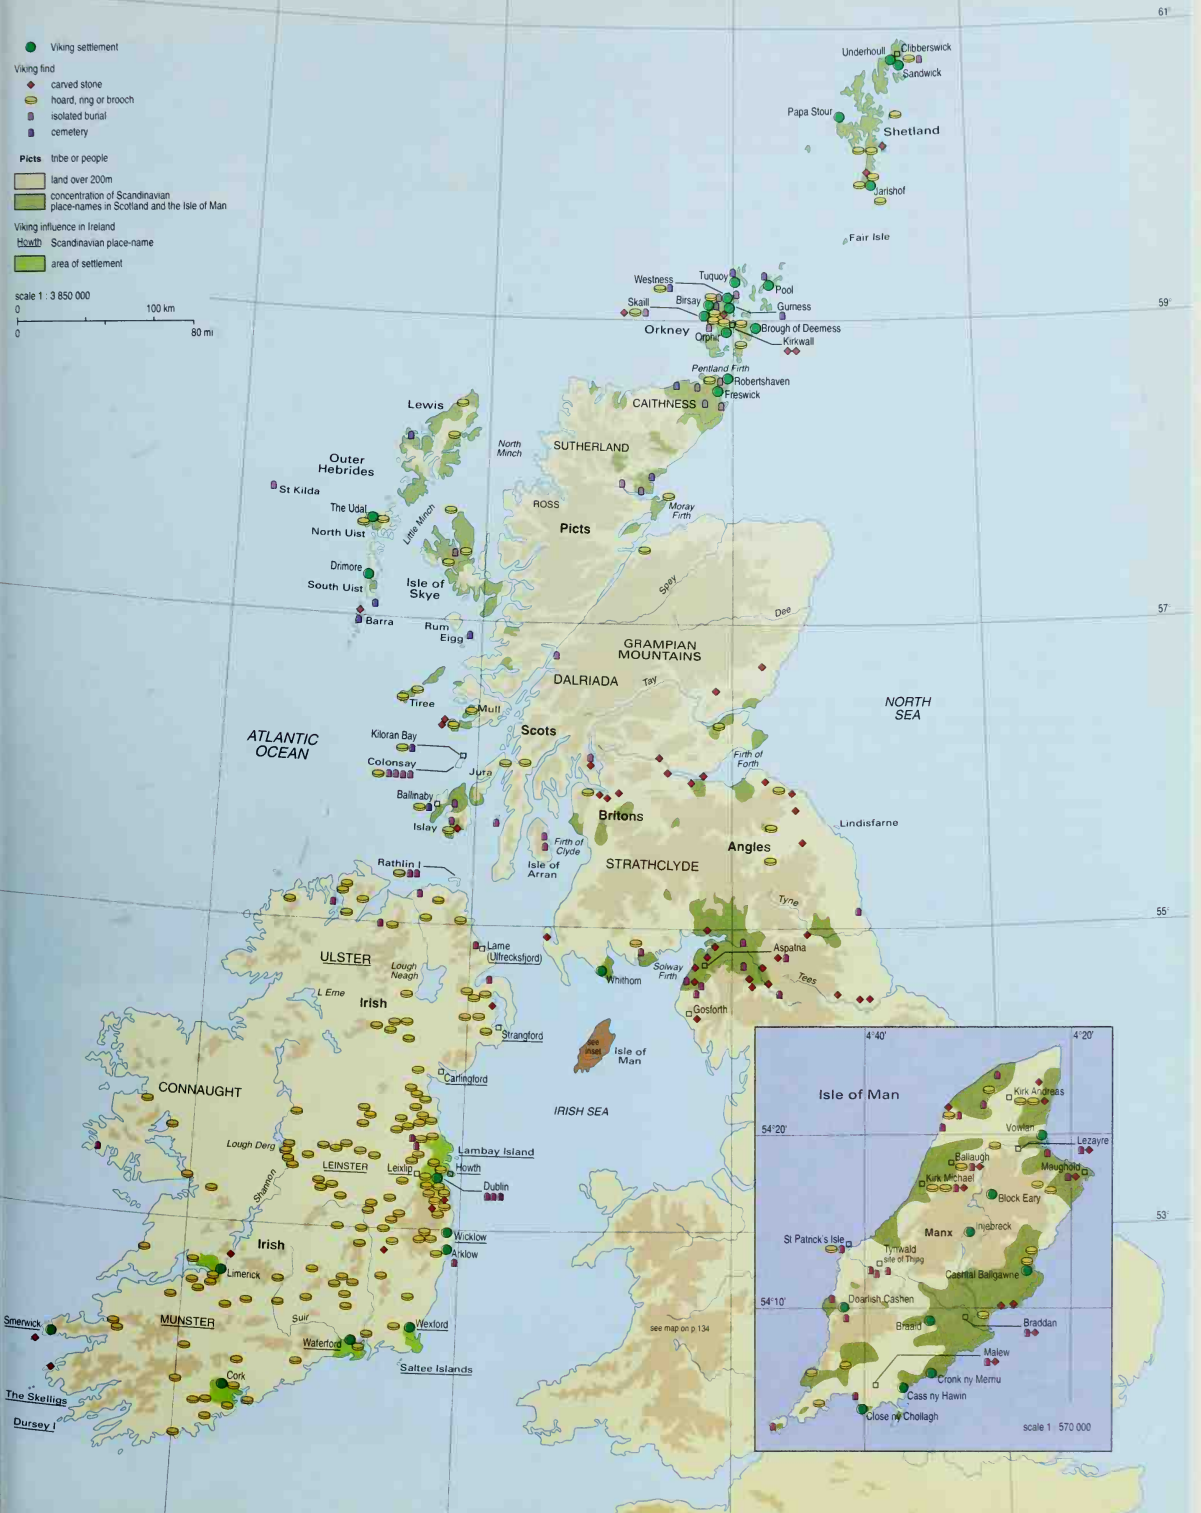 61°
Viking settlement
Viking find
carved stone
hoard, ring or brooch
isolated burial
cemetery
Picts tribe or people
land over 200m
concentration of Scandinavian
place-names in Scotland and the Isle of Man
Viking influence in Ireland
Howth Scandinavian place-name
area of settlement
scale 1 : 3 850 000
0 100 km
0 80 mi
Underhoull
Clibberswick
Sandwick
Papa Stour
Shetland
Jarlshof
Fair Isle
59°
Westness
Tuquoy
Pool
Skaill
Birsay
Gurness
Orkney
Orphir
Brough of Deerness
Kirkwall
Pentland Firth
Robertshaven
Freswick
CAITHNESS
Lewis
North
Minch
SUTHERLAND
Outer
Hebrides
St Kilda
ROSS
Moray
Firth
The Udal
North Uist
Little Minch
Picts
Drimore
South Uist
Isle of
Skye
Spey
Dee
57°
Barra
Rum
Eigg
GRAMPIAN
MOUNTAINS
DALRIADA
Tay
Tiree
Mull
NORTH
SEA
ATLANTIC
OCEAN
Kiloran Bay
Scots
Colonsay
Jura
Firth of
Forth
Ballinaby
Islay
Britons
Lindisfarne
Angles
Firth of
Clyde
Isle of
Arran
STRATHCLYDE
Rathlin I
Tyne
55°
ULSTER
Larne
(Ulfrecksfjord)
Lough
Neagh
Aspatria
Solway
Firth
Whithorn
Tees
L Erne
Irish
Gosforth
Strangford
see
inset
Isle of
Man
Carlingford
CONNAUGHT
IRISH SEA
Lough Derg
Lambay Island
LEINSTER
Leixlip
Howth
Dublin
Shannon
53°
Wicklow
Arklow
Irish
Limerick
Smerwick
MUNSTER
Suir
Waterford
Wexford
see map on p.134
Saltee Islands
Cork
The Skelligs
Dursey I
4°40'
4°20'
Isle of Man
Kirk Andreas
54°20'
Vowlan
Lezayre
Ballaugh
Maughold
Kirk Michael
Block Eary
Manx
Injebreck
St Patrick's Isle
Tynwald
site of Thing
Cashtal Ballgawne
54°10'
Doarlish Cashen
Braaid
Braddan
Malew
Cronk ny Merriu
Cass ny Hawin
Close ny Chollagh
scale 1 : 570 000